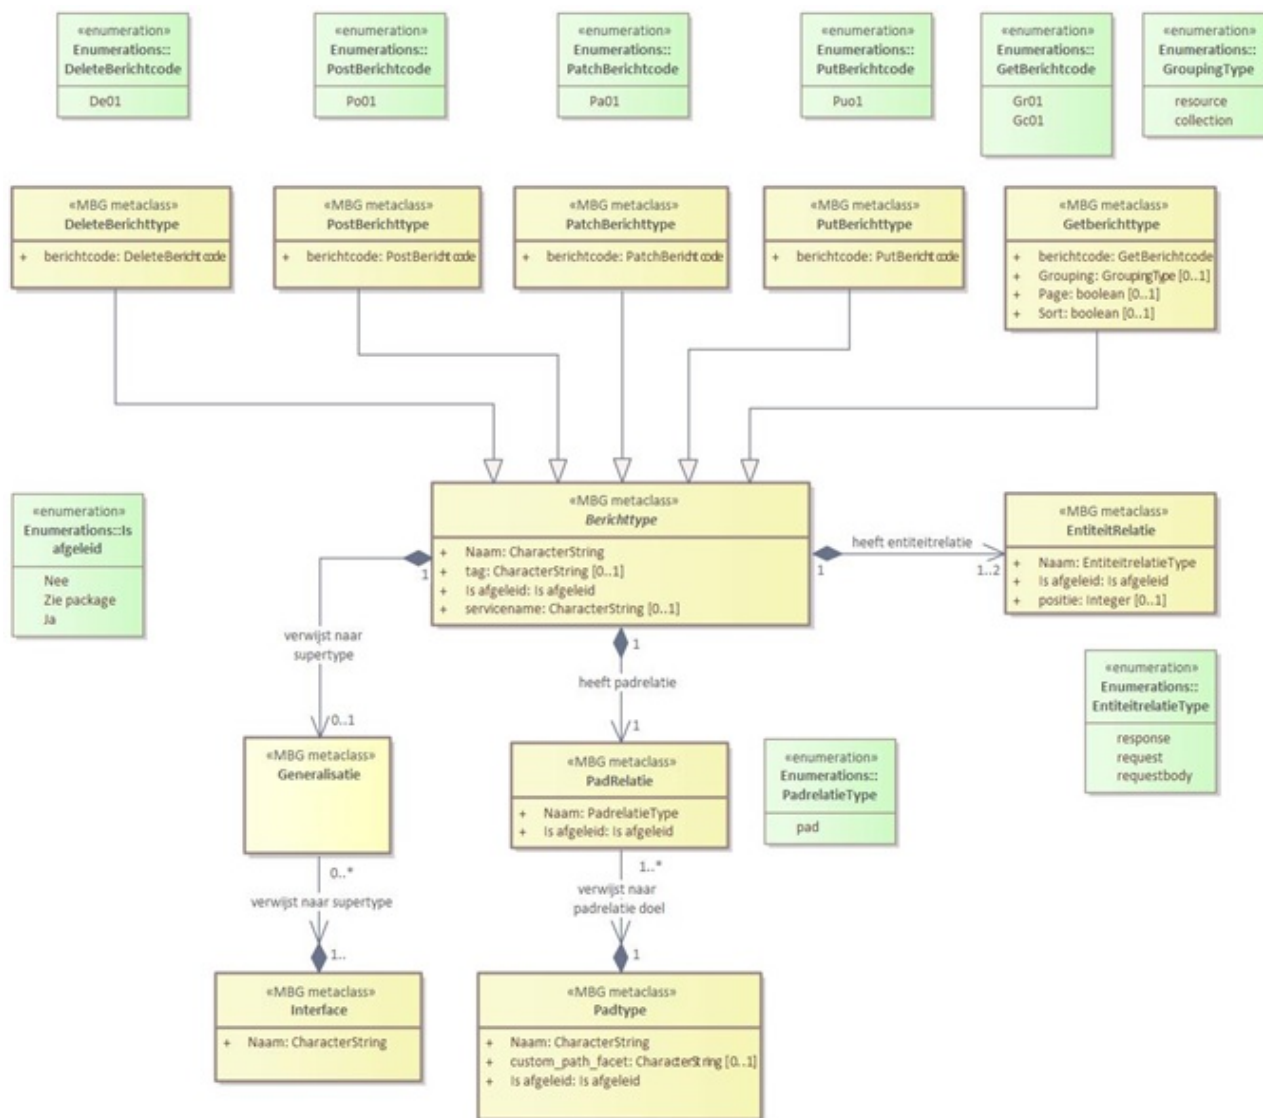 «enumeration»
Enumerations::
DeleteBerichtcode
De01
«enumeration»
Enumerations::
PostBerichtcode
Po01
«enumeration»
Enumerations::
PatchBerichtcode
Pa01
«enumeration»
Enumerations::
PutBerichtcode
Puo1
«enumeration»
Enumerations::
GetBerichtcode
Gr01
Gc01
«enumeration»
Enumerations::
GroupingType
resource
collection
«MBG metaclass»
DeleteBerichttype
+ berichtcode: DeleteBerichtcode
«MBG metaclass»
PostBerichttype
+ berichtcode: PostBerichtcode
«MBG metaclass»
PatchBerichttype
+ berichtcode: PatchBerichtcode
«MBG metaclass»
PutBerichttype
+ berichtcode: PutBerichtcode
«MBG metaclass»
Getberichttype
+ berichtcode: GetBerichtcode
+ Grouping: GroupingType [0..1]
+ Page: boolean [0..1]
+ Sort: boolean [0..1]
«enumeration»
Enumerations::Is
afgeleid
Nee
Zie package
Ja
«MBG metaclass»
Berichttype
+ Naam: CharacterString
+ tag: CharacterString [0..1]
+ Is afgeleid: Is afgeleid
+ servicename: CharacterString [0..1]
heeft entiteitrelatie
1
1..2
«MBG metaclass»
EntiteitRelatie
+ Naam: EntiteitrelatieType
+ Is afgeleid: Is afgeleid
+ positie: Integer [0..1]
1
verwijst naar
supertype
0..1
1
heeft padrelatie
1
«enumeration»
Enumerations::
EntiteitrelatieType
response
request
requestbody
«MBG metaclass»
Generalisatie
«MBG metaclass»
PadRelatie
+ Naam: PadrelatieType
+ Is afgeleid: Is afgeleid
«enumeration»
Enumerations::
PadrelatieType
pad
0..*
verwijst naar supertype
1..
1..*
verwijst naar
padrelatie doel
1
«MBG metaclass»
Interface
+ Naam: CharacterString
«MBG metaclass»
Padtype
+ Naam: CharacterString
+ custom_path_facet: CharacterString [0..1]
+ Is afgeleid: Is afgeleid